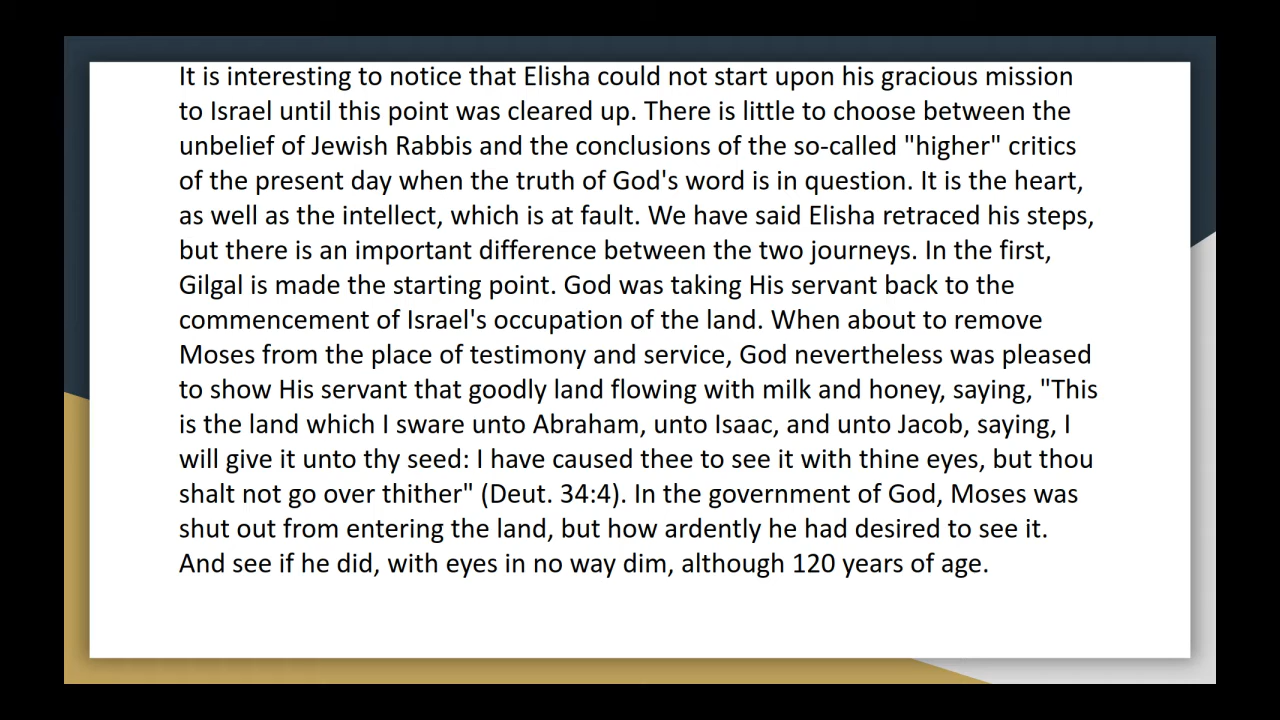 It is interesting to notice that Elisha could not start upon his gracious mission
to Israel until this point was cleared up. There is little to choose between the
unbelief of Jewish Rabbis and the conclusions of the so-called "higher" critics
of the present day when the truth of God's word is in question. It is the heart,
as well as the intellect, which is at fault. We have said Elisha retraced his steps,
but there is an important difference between the two journeys. In the first,
Gilgal is made the starting point. God was taking His servant back to the
commencement of Israel's occupation of the land. When about to remove
Moses from the place of testimony and service, God nevertheless was pleased
to show His servant that goodly land flowing with milk and honey, saying, "This
is the land which I sware unto Abraham, unto Isaac, and unto Jacob, saying, I
will give it unto thy seed: I have caused thee to see it with thine eyes, but thou
shalt not go over thither" (Deut. 34:4). In the government of God, Moses was
shut out from entering the land, but how ardently he had desired to see it.
And see if he did, with eyes in no way dim, although 120 years of age.